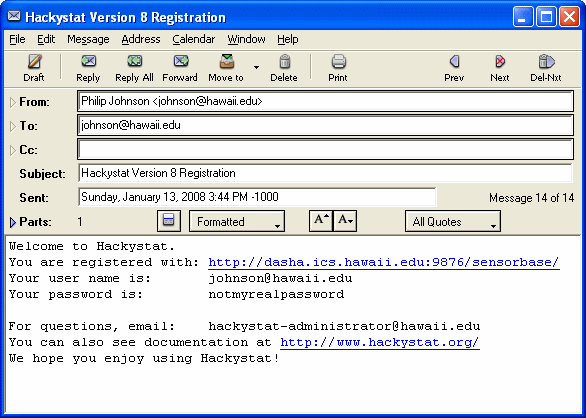 Hackystat Version 8 Registration
File Edit Message Address Calendar Window Help
Draft Reply Reply All Forward Move to Delete Print Prev Next Del-Nxt
From: Philip Johnson <johnson@hawaii.edu>
To: johnson@hawaii.edu
Cc:
Subject: Hackystat Version 8 Registration
Sent: Sunday, January 13, 2008 3:44 PM -1000 Message 14 of 14
Parts: 1 Formatted A A All Quotes
Welcome to Hackystat.
You are registered with: http://dasha.ics.hawaii.edu:9876/sensorbase/
Your user name is: johnson@hawaii.edu
Your password is: notmyrealpassword
For questions, email: hackystat-administrator@hawaii.edu
You can also see documentation at http://www.hackystat.org/
We hope you enjoy using Hackystat!